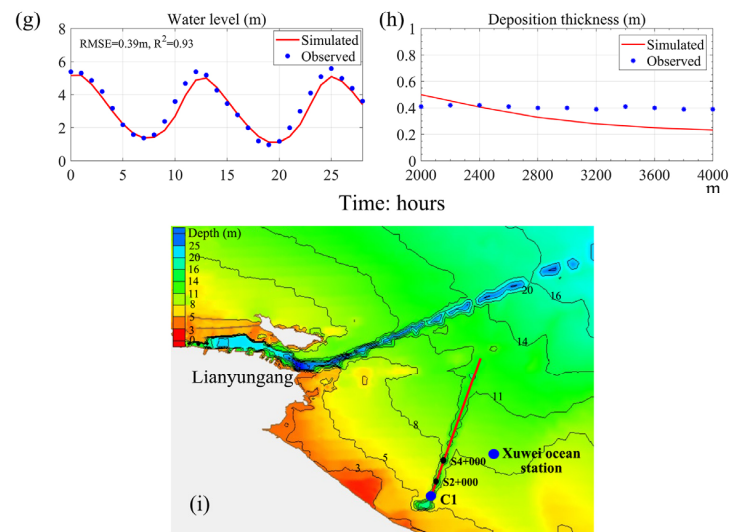 (g)
Water level (m)
RMSE=0.39m, R²=0.93
Simulated
Observed
8
6
4
2
0
0 5 10 15 20 25
(h)
Deposition thickness (m)
Simulated
Observed
1
0.8
0.6
0.4
0.2
0
2000 2400 2800 3200 3600 4000
m
Time: hours
Depth (m)
25
20
16
14
11
8
5
3
0
20
16
14
11
8
5
3
Lianyungang
S4+000
S2+000
C1
Xuwei ocean
station
(i)